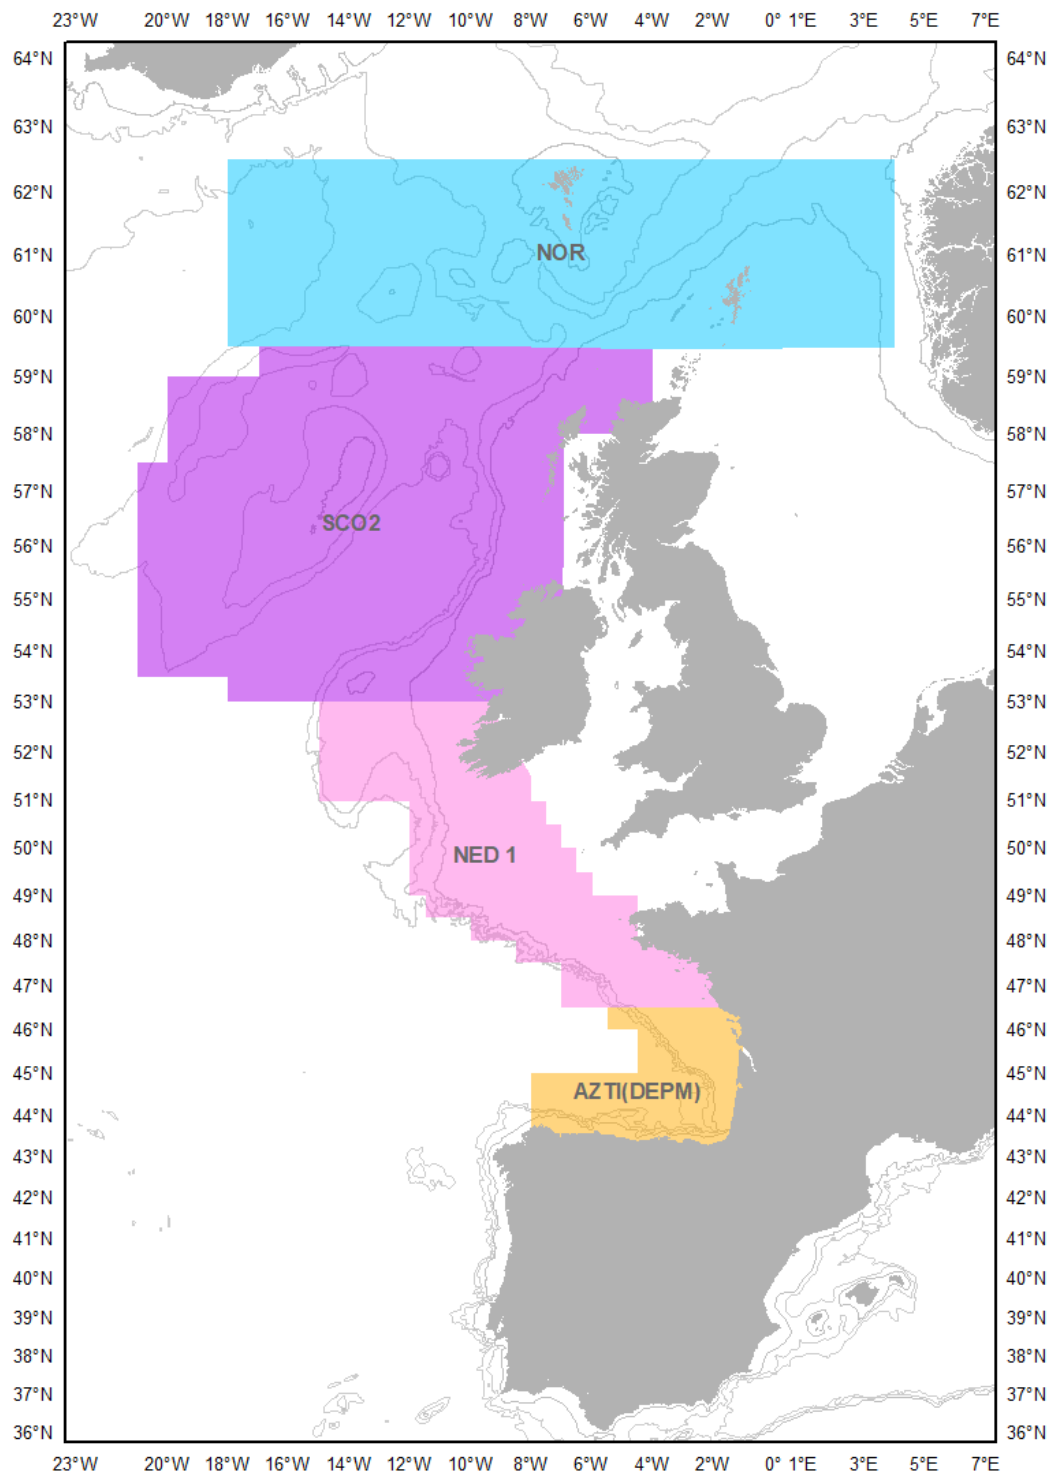 20°W 18°W 16°W 14°W 12°W 10°W 8°W 6°W 4°W 2°W 0° 1°E 3°E 5°E 7°E
64°N 64°N
63°N 63°N
62°N 62°N
61°N NOR 61°N
60°N 60°N
59°N 59°N
58°N 58°N
57°N 57°N
SCO2
56°N 56°N
55°N 55°N
54°N 54°N
53°N 53°N
52°N 52°N
51°N 51°N
50°N NED 1 50°N
49°N 49°N
48°N 48°N
47°N 47°N
46°N 46°N
45°N 45°N
AZTI(DEPM)
44°N 44°N
43°N 43°N
42°N 42°N
41°N 41°N
40°N 40°N
39°N 39°N
38°N 38°N
37°N 37°N
36°N 36°N
23°W 20°W 18°W 16°W 14°W 12°W 10°W 8°W 6°W 4°W 2°W 0° 1°E 3°E 5°E 7°E